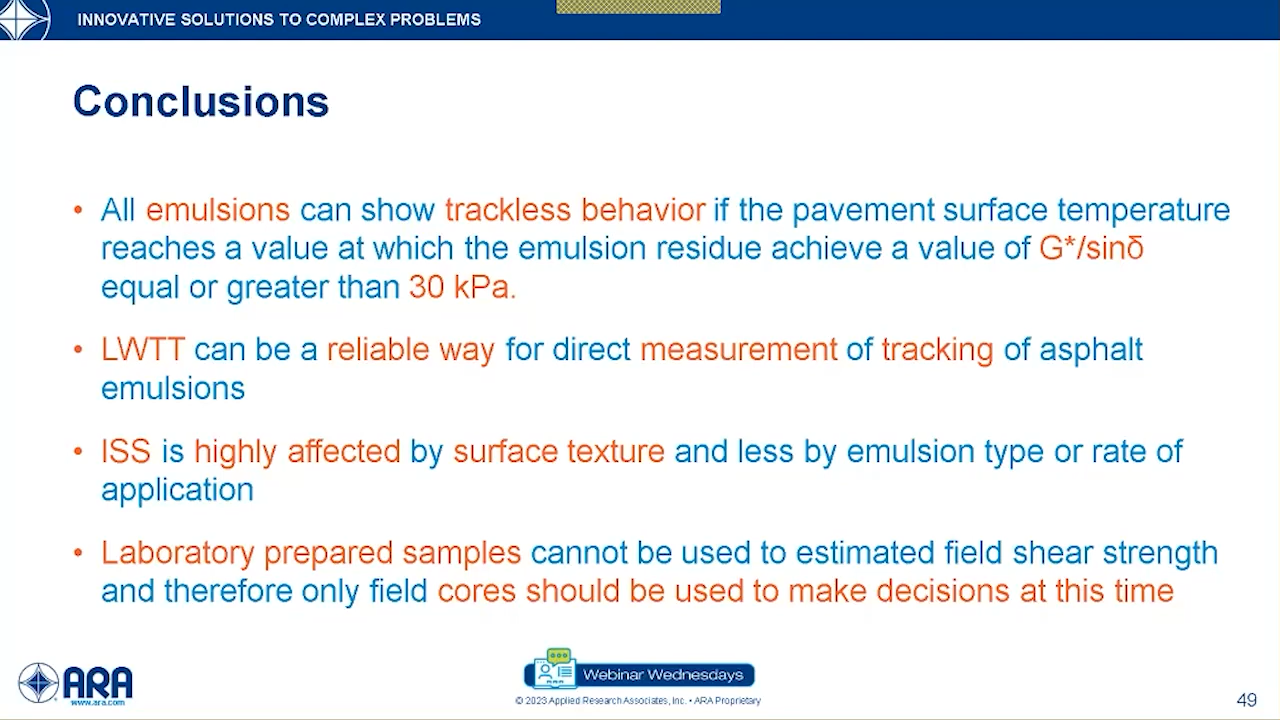 INNOVATIVE SOLUTIONS TO COMPLEX PROBLEMS
Conclusions
• All emulsions can show trackless behavior if the pavement surface temperature
reaches a value at which the emulsion residue achieve a value of G*/sinδ
equal or greater than 30 kPa.
• LWTT can be a reliable way for direct measurement of tracking of asphalt
emulsions
• ISS is highly affected by surface texture and less by emulsion type or rate of
application
• Laboratory prepared samples cannot be used to estimated field shear strength
and therefore only field cores should be used to make decisions at this time
ARA
www.ara.com
ARA
Webinar Wednesdays
© 2023 Applied Research Associates, Inc. • ARA Proprietary
49